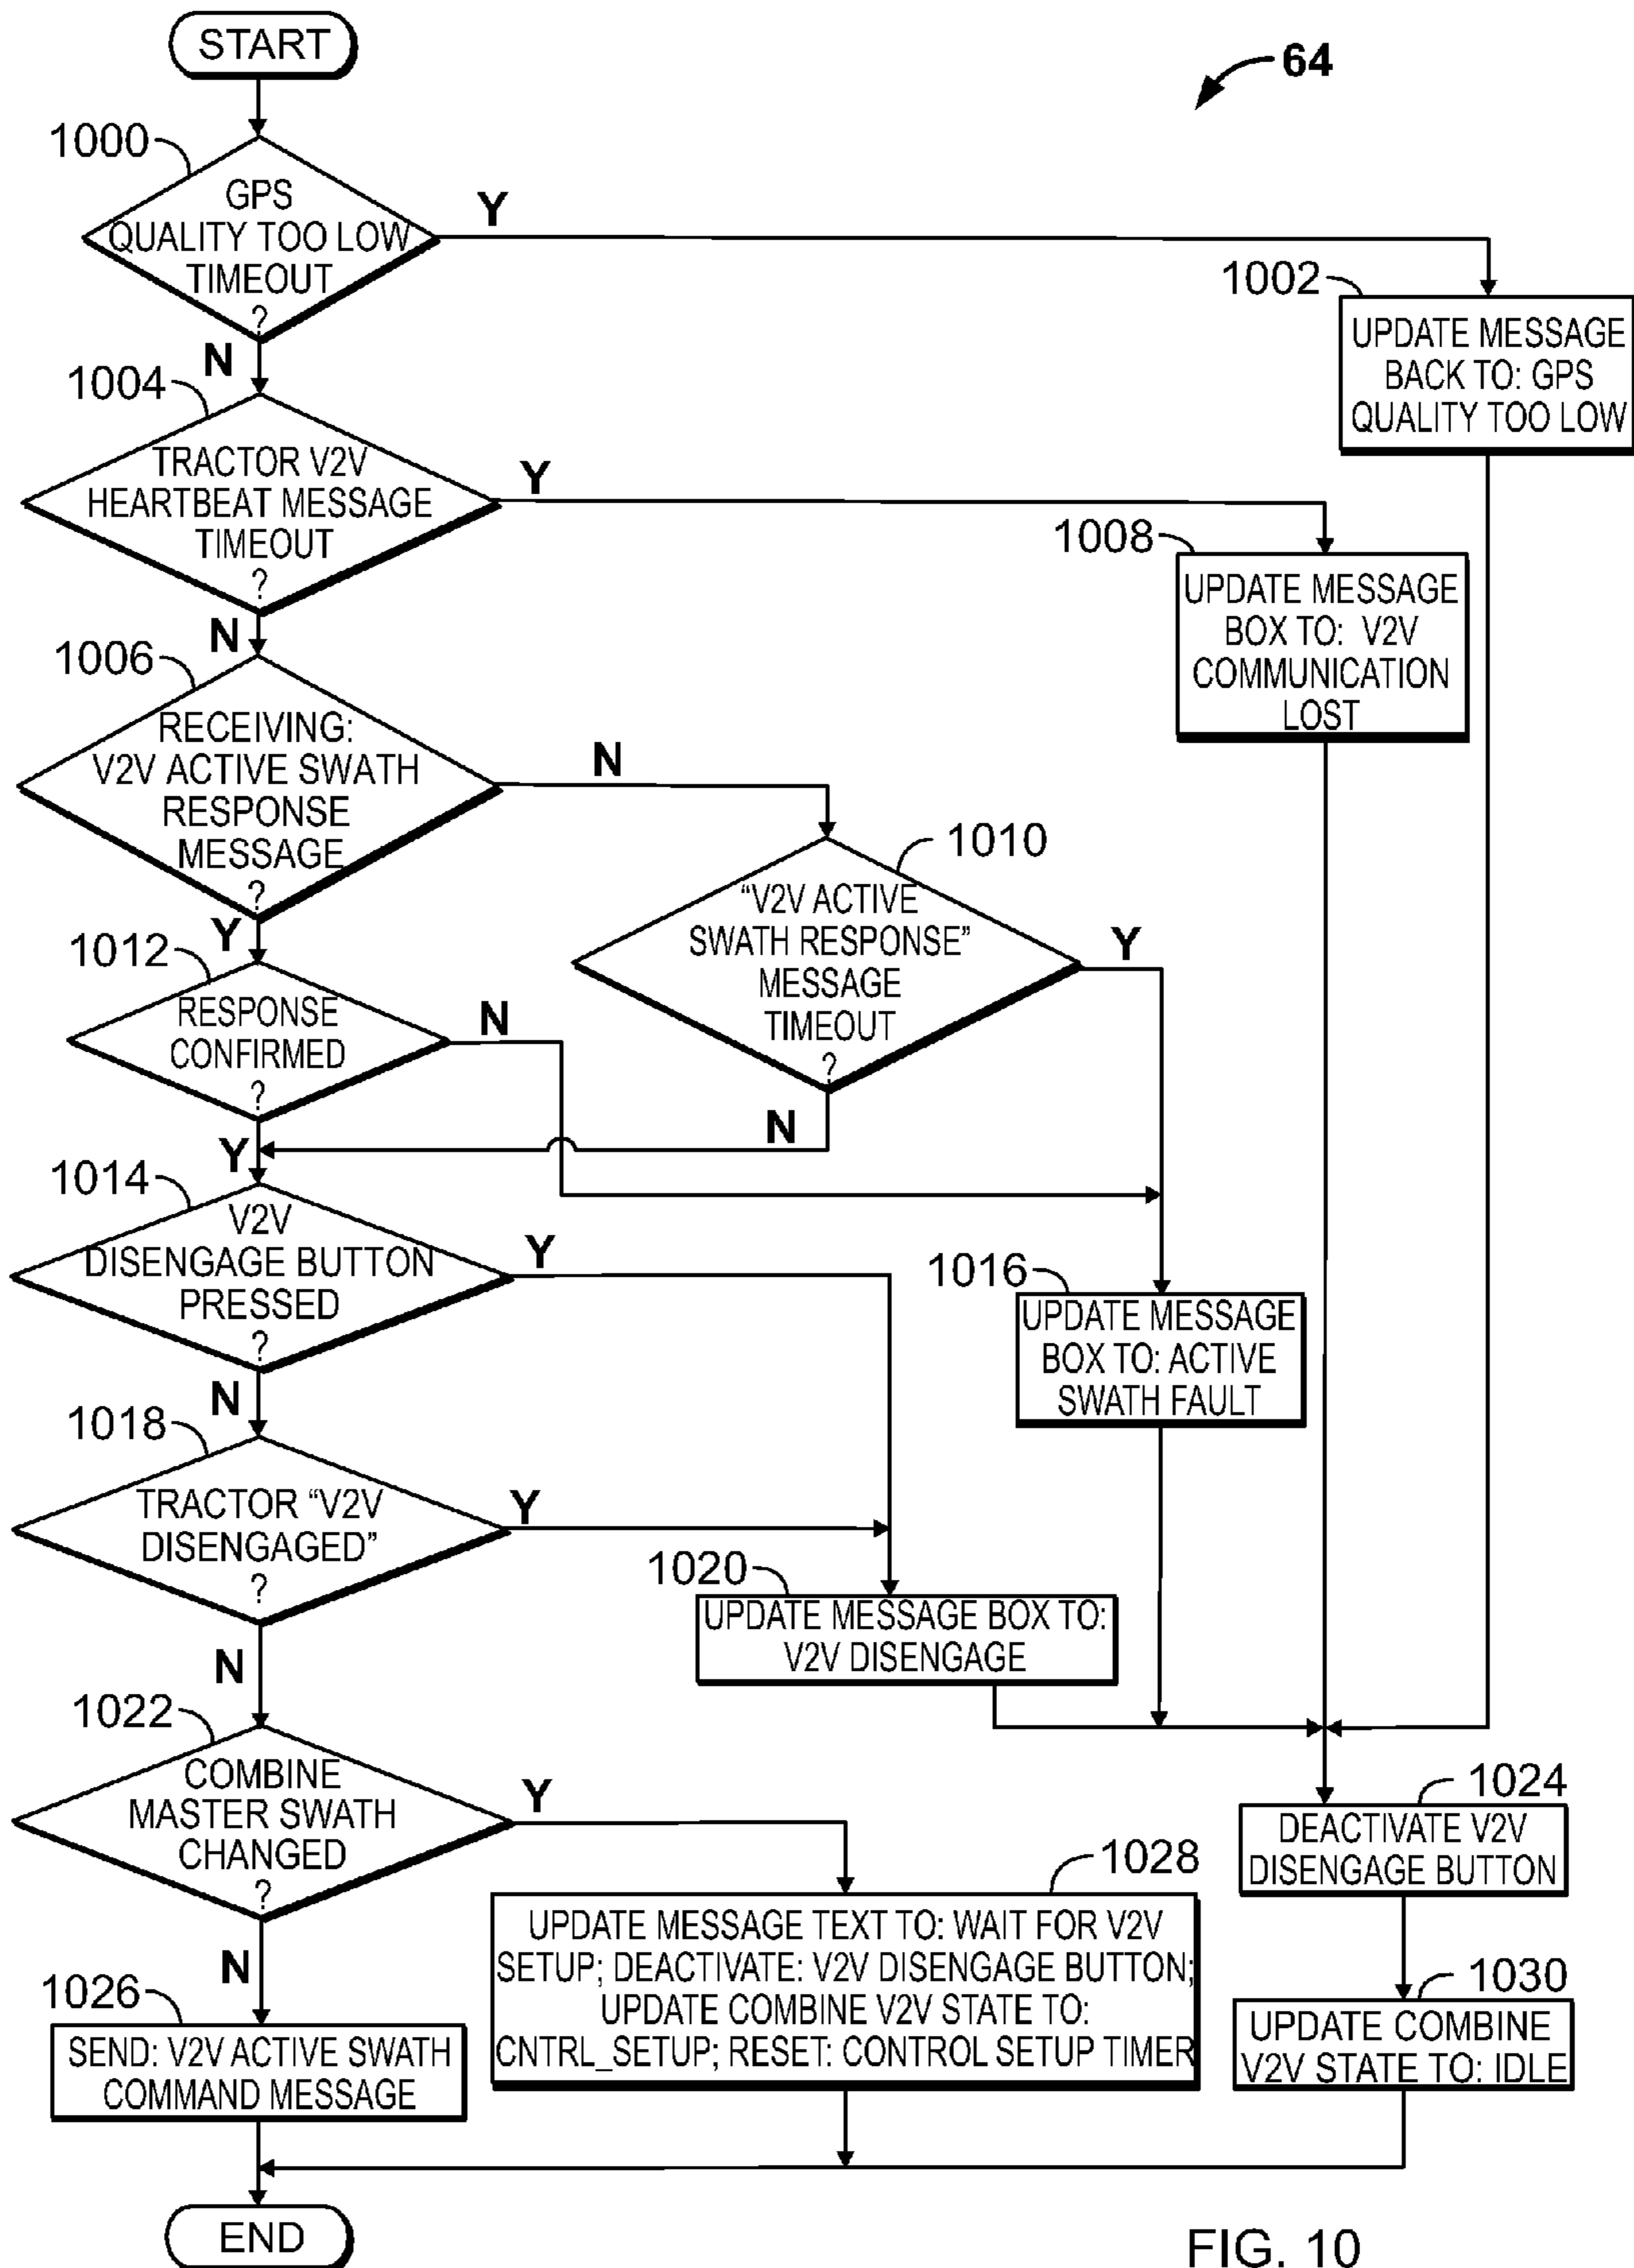 START
64
1000
GPS
QUALITY TOO LOW
TIMEOUT
?
Y
N
1002
UPDATE MESSAGE
BACK TO: GPS
QUALITY TOO LOW
1004
TRACTOR V2V
HEARTBEAT MESSAGE
TIMEOUT
?
Y
N
1008
UPDATE MESSAGE
BOX TO: V2V
COMMUNICATION
LOST
1006
RECEIVING:
V2V ACTIVE SWATH
RESPONSE
MESSAGE
?
N
Y
1010
“V2V ACTIVE
SWATH RESPONSE”
MESSAGE
TIMEOUT
?
Y
N
1012
RESPONSE
CONFIRMED
?
N
Y
1014
V2V
DISENGAGE BUTTON
PRESSED
?
Y
N
1016
UPDATE MESSAGE
BOX TO: ACTIVE
SWATH FAULT
1018
TRACTOR “V2V
DISENGAGED”
?
Y
N
1020
UPDATE MESSAGE BOX TO:
V2V DISENGAGE
1022
COMBINE
MASTER SWATH
CHANGED
?
Y
N
1024
DEACTIVATE V2V
DISENGAGE BUTTON
1028
UPDATE MESSAGE TEXT TO: WAIT FOR V2V
SETUP; DEACTIVATE: V2V DISENGAGE BUTTON;
UPDATE COMBINE V2V STATE TO:
CNTRL_SETUP; RESET: CONTROL SETUP TIMER
1026
SEND: V2V ACTIVE SWATH
COMMAND MESSAGE
1030
UPDATE COMBINE
V2V STATE TO: IDLE
END
FIG. 10